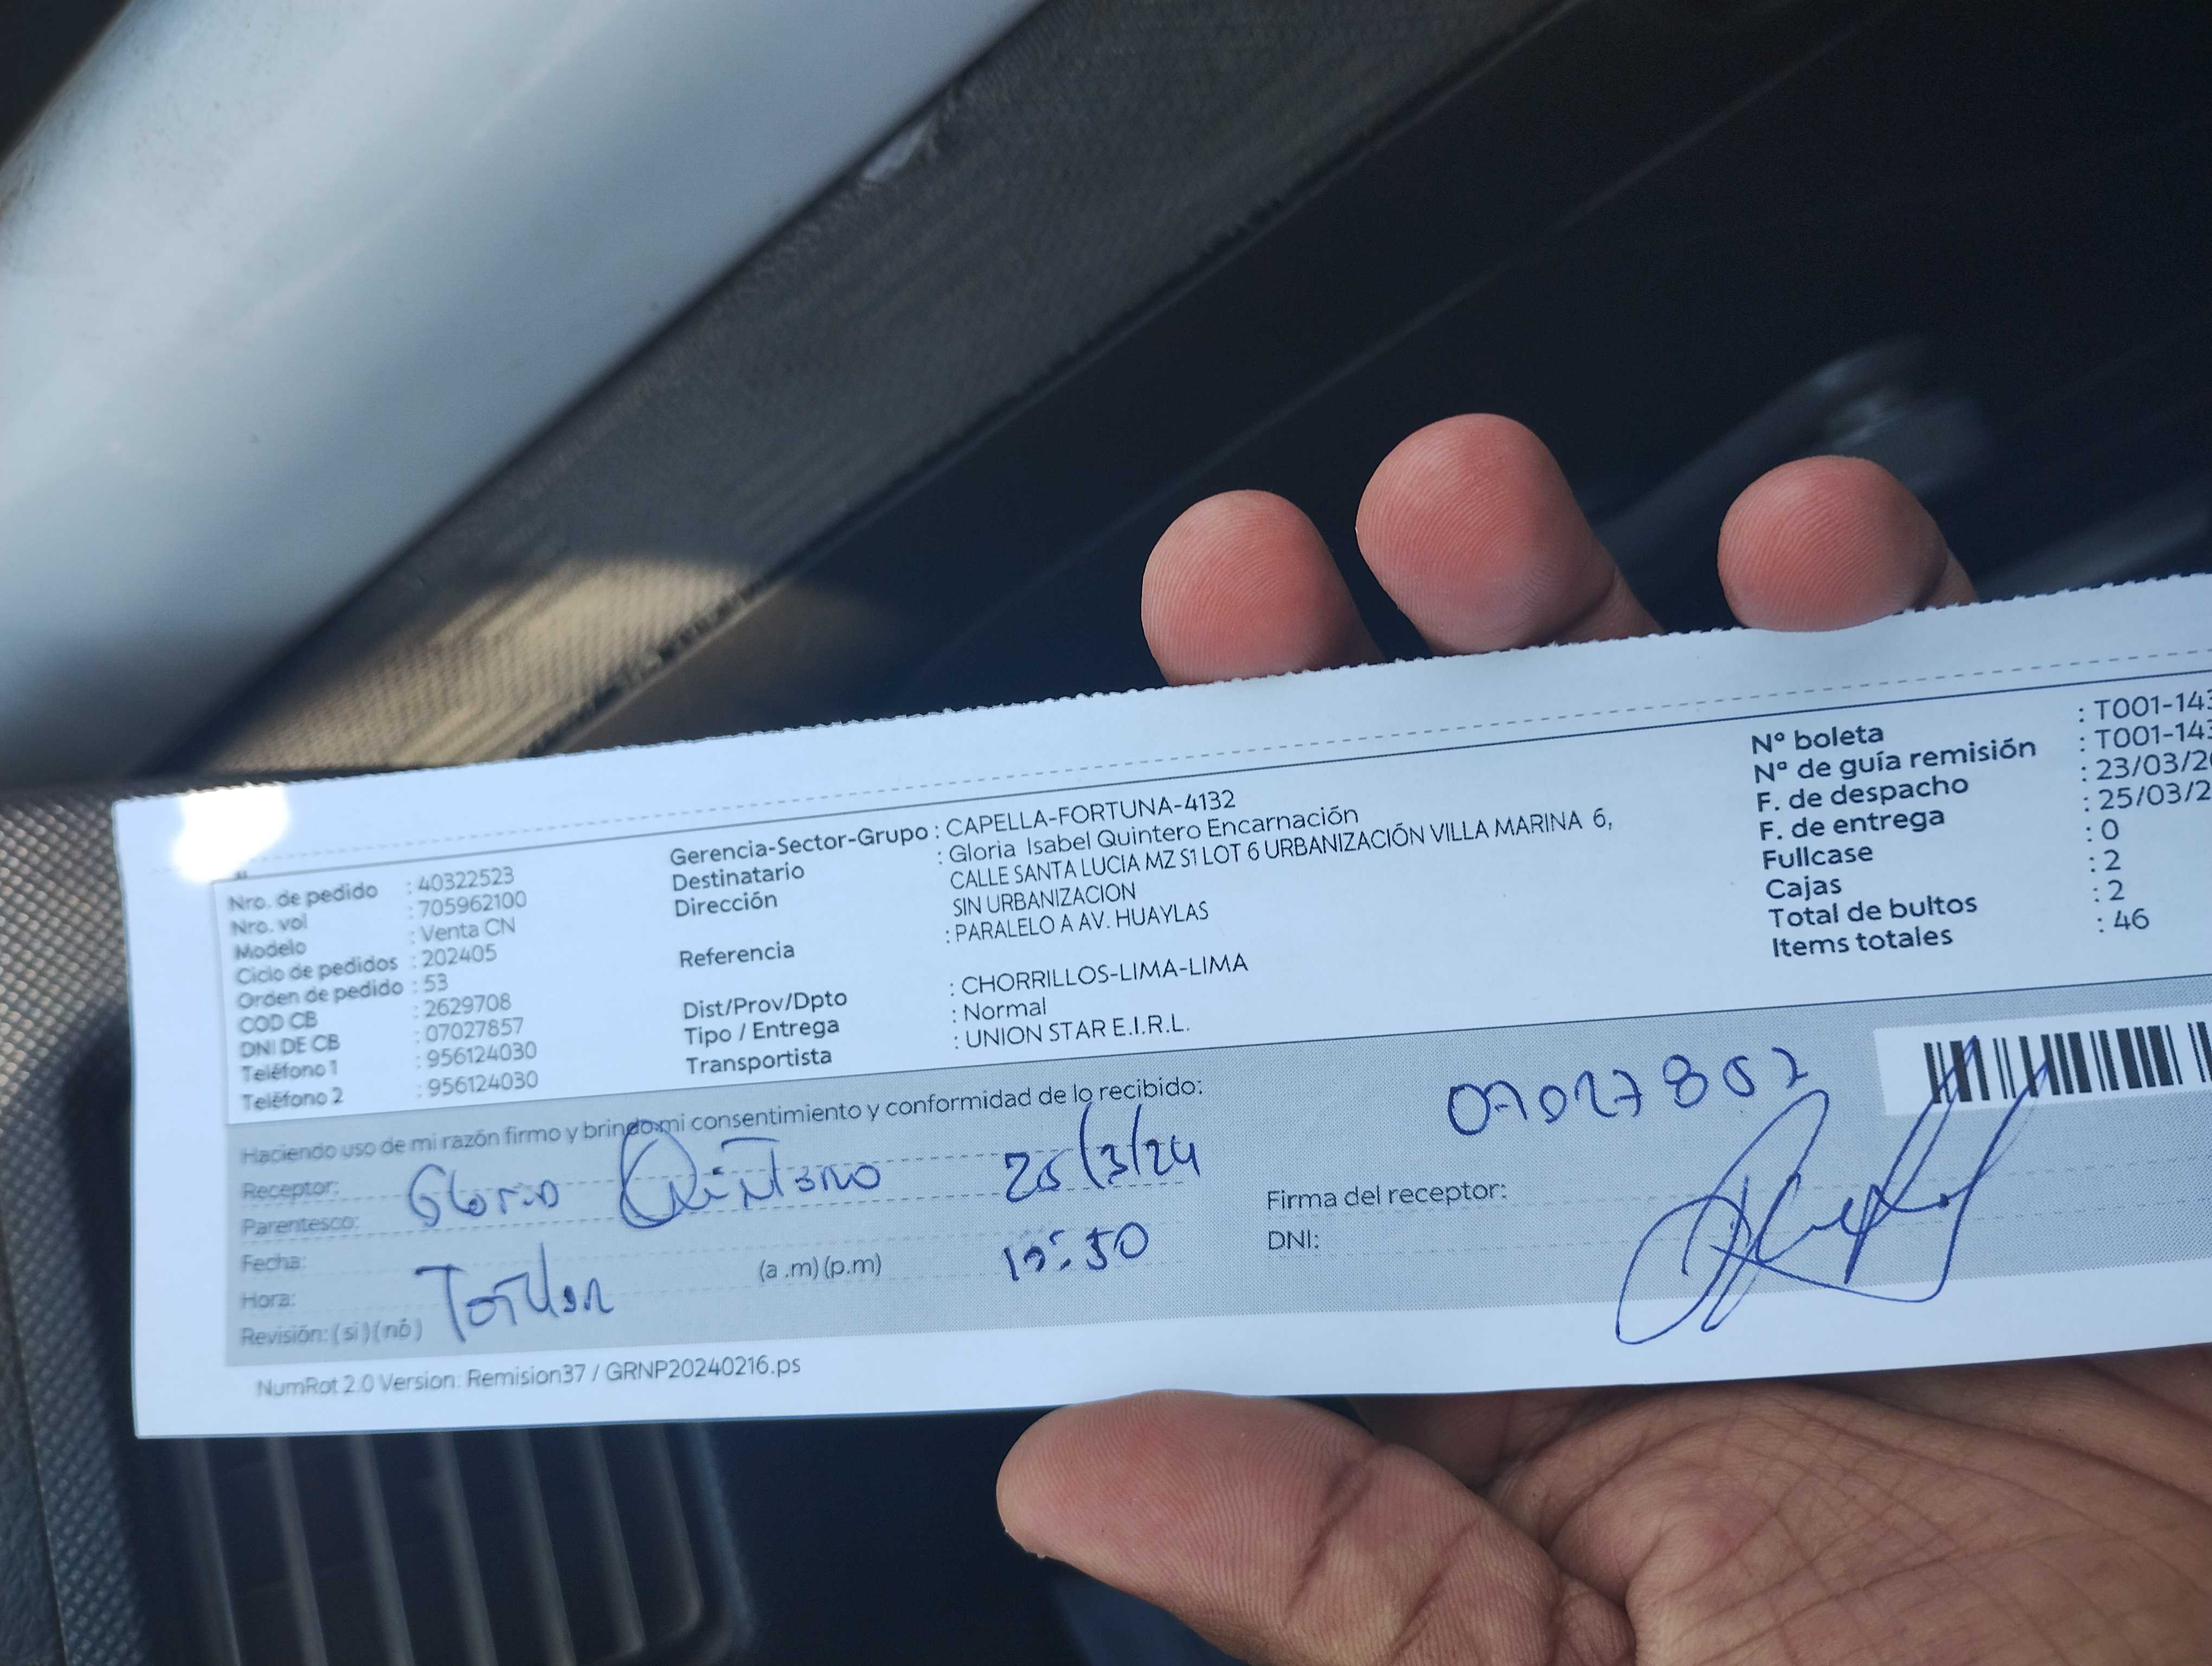 Nro. de pedido : 40322523
Nro. vol : 705962100
Modelo : Venta CN
Ciclo de pedidos : 202405
Orden de pedido : 53
COD CB : 2629708
DNI DE CB : 07027857
Teléfono 1 : 956124030
Teléfono 2 : 956124030
Gerencia-Sector-Grupo : CAPELLA-FORTUNA-4132
Destinatario : Gloria Isabel Quintero Encarnación
Dirección CALLE SANTA LUCIA MZ S1 LOT 6 URBANIZACIÓN VILLA MARINA 6,
SIN URBANIZACION
Referencia : PARALELO A AV. HUAYLAS
Dist/Prov/Dpto : CHORRILLOS-LIMA-LIMA
Tipo / Entrega : Normal
Transportista : UNION STAR E.I.R.L.
Nº boleta : T001-143
Nº de guía remisión : T001-143
F. de despacho : 23/03/20
F. de entrega : 25/03/2
Fullcase : 0
Cajas : 2
Total de bultos : 2
Items totales : 46
Haciendo uso de mi razón firmo y brindo mi consentimiento y conformidad de lo recibido:
Receptor: Gloria Quintero 25/3/24
Parentesco:
Fecha:
Hora: (a .m) (p.m)
Revisión: ( si ) ( nó )
Firma del receptor:
DNI:
NumRot 2.0 Version: Remision37 / GRNP20240216.ps